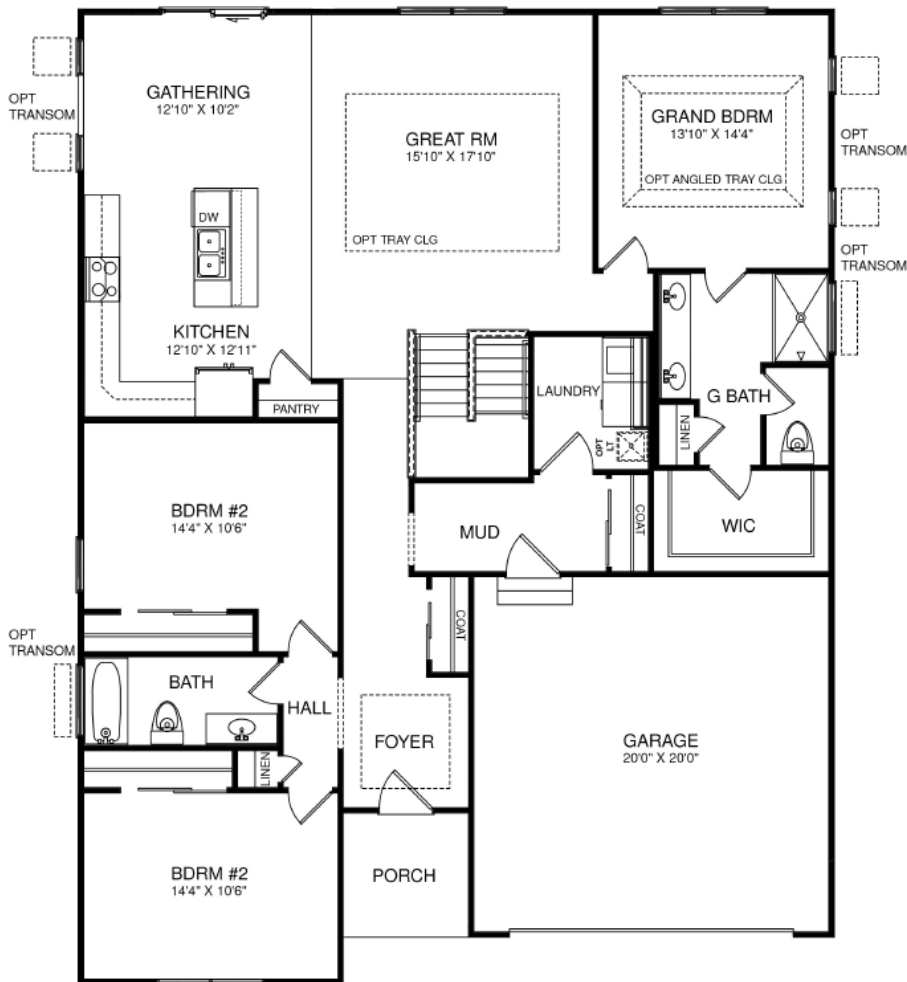 GATHERING
12'10" X 10'2"
OPT
TRANSOM
GREAT RM
15'10" X 17'10"
OPT TRAY CLG
GRAND BDRM
13'10" X 14'4"
OPT ANGLED TRAY CLG
OPT
TRANSOM
OPT
TRANSOM
DW
KITCHEN
12'10" X 12'11"
PANTRY
LAUNDRY
OPT
LT
G BATH
LINEN
WIC
BDRM #2
14'4" X 10'6"
MUD
COAT
COAT
OPT
TRANSOM
BATH
HALL
LINEN
FOYER
GARAGE
20'0" X 20'0"
BDRM #2
14'4" X 10'6"
PORCH